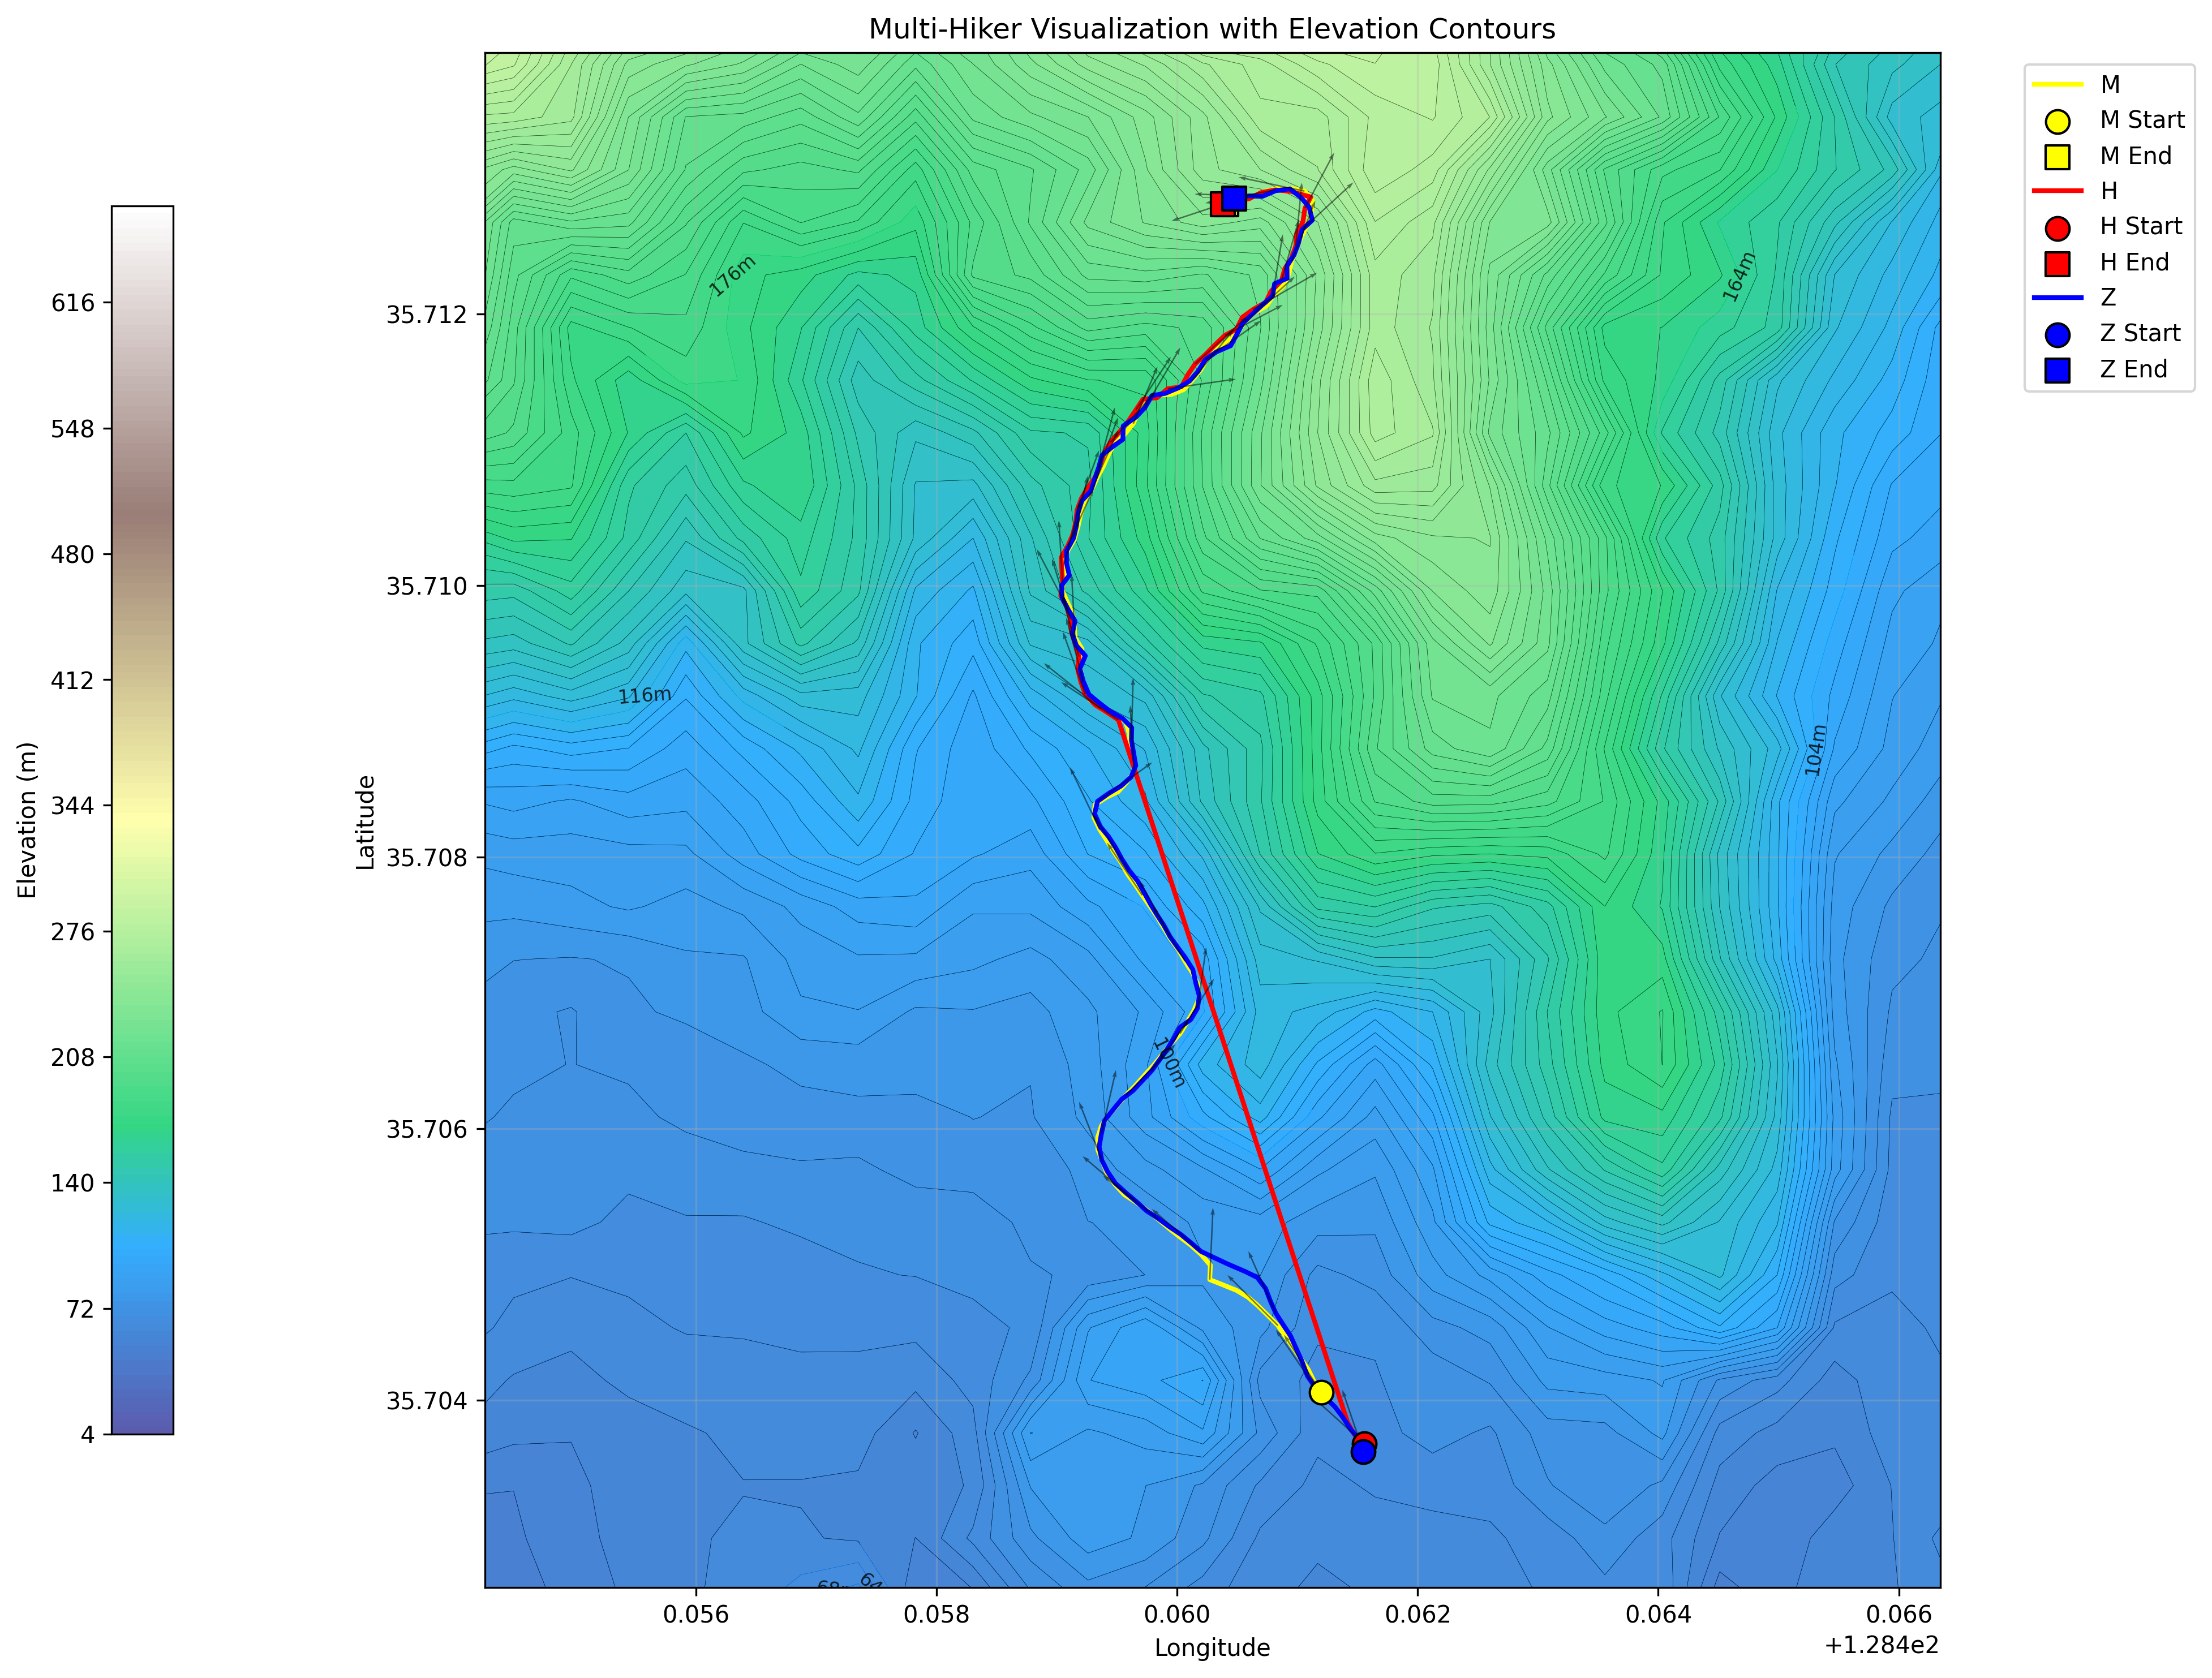 Multi-Hiker Visualization with Elevation Contours
M
M Start
M End
H
H Start
H End
Z
Z Start
Z End
616
548
480
412
344
276
208
140
72
4
Elevation (m)
35.712
35.710
35.708
35.706
35.704
Latitude
176m
164m
116m
104m
100m
0.056
0.058
0.060
0.062
0.064
0.066
Longitude
+1.284e2